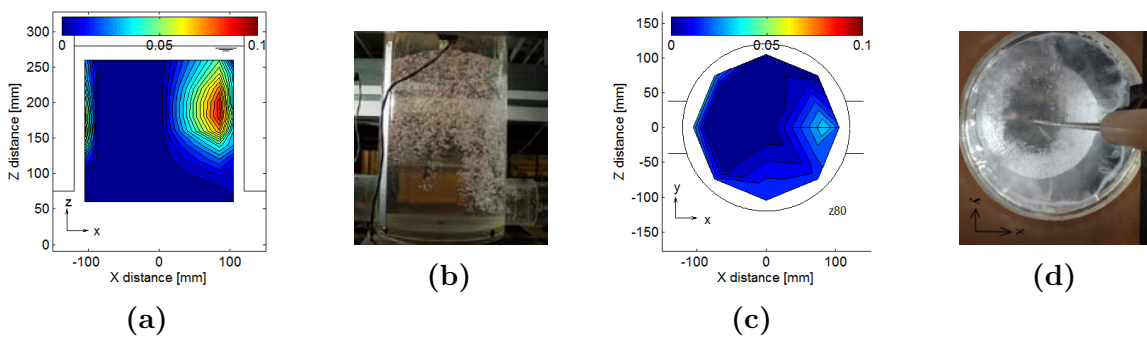 0 0.05 0.1
300
250
200
150
100
50
0
Z distance [mm]
z
x
-100 0 100
X distance [mm]
(a)
(b)
0 0.05 0.1
150
100
50
0
-50
-100
-150
Y distance [mm]
y
x
z80
-100 0 100
X distance [mm]
(c)
y
x
(d)